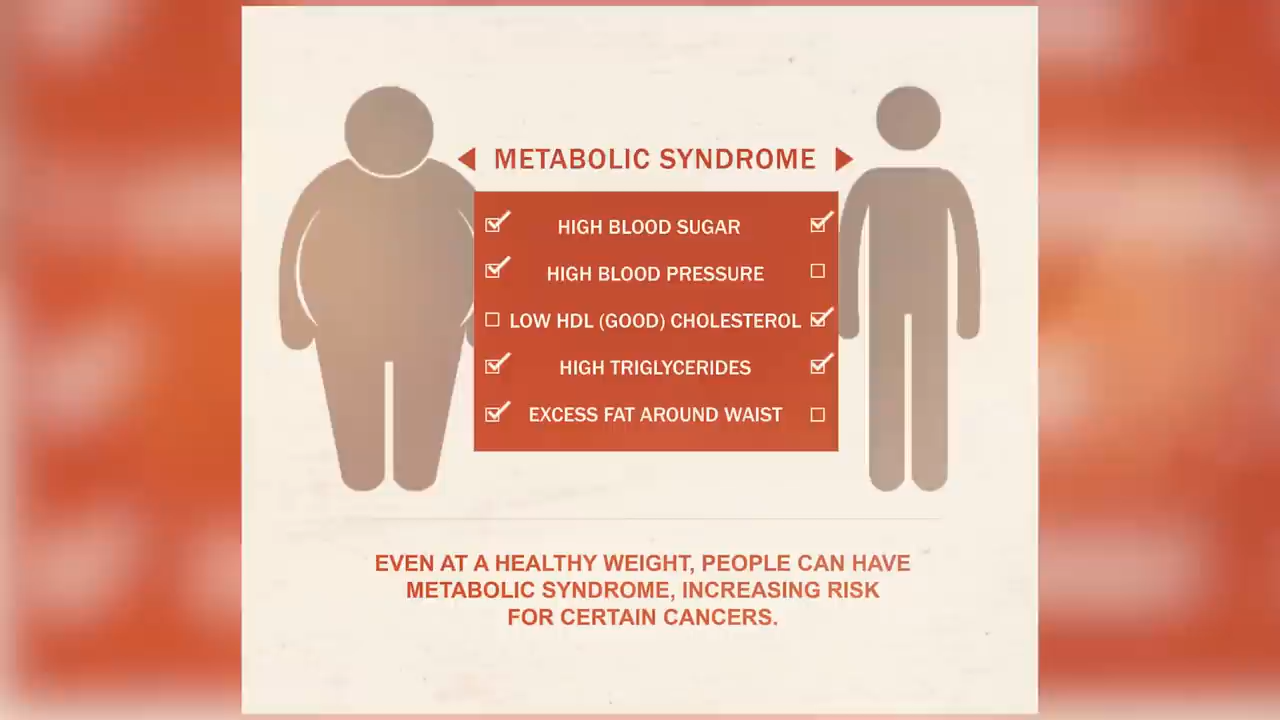 METABOLIC SYNDROME
HIGH BLOOD SUGAR
HIGH BLOOD PRESSURE
LOW HDL (GOOD) CHOLESTEROL
HIGH TRIGLYCERIDES
EXCESS FAT AROUND WAIST
EVEN AT A HEALTHY WEIGHT, PEOPLE CAN HAVE
METABOLIC SYNDROME, INCREASING RISK
FOR CERTAIN CANCERS.